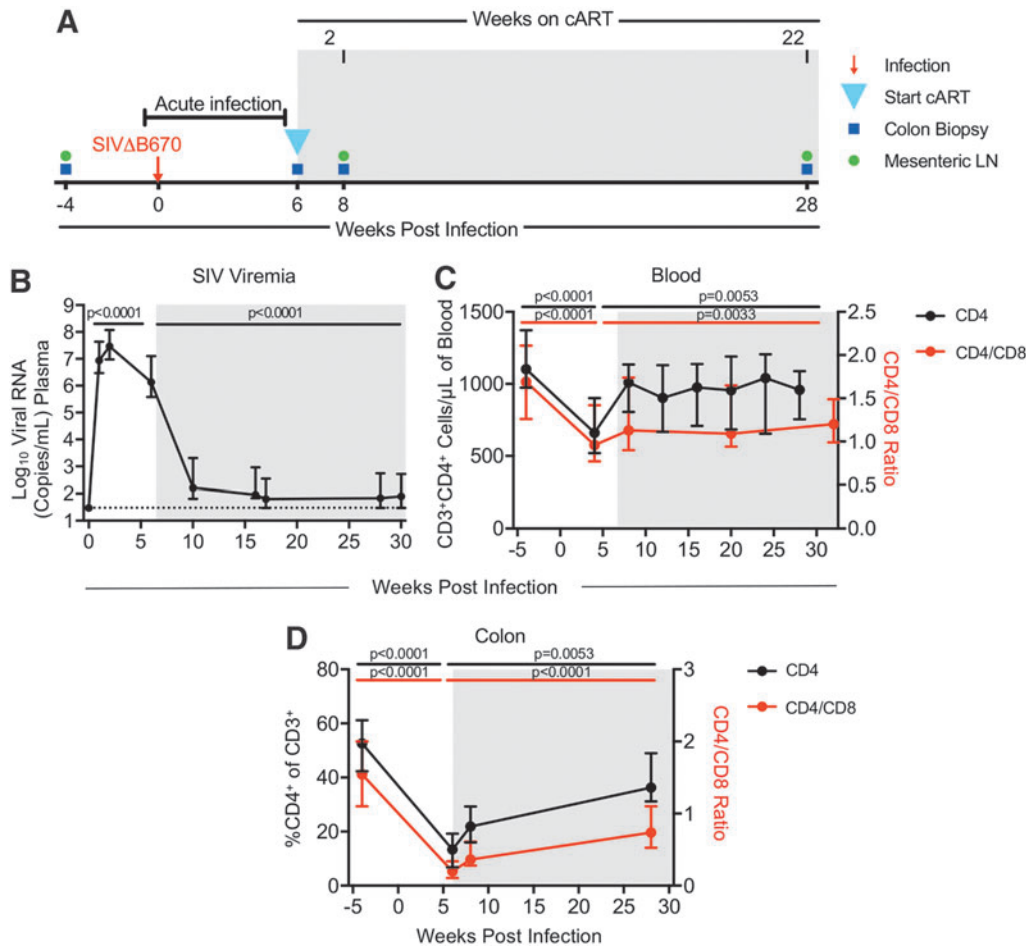 A
Weeks on cART
2
22
Acute infection
SIVΔB670
Infection
Start cART
Colon Biopsy
Mesenteric LN
-4
0
6
8
28
Weeks Post Infection
B
SIV Viremia
p<0.0001
p<0.0001
Log₁₀ Viral RNA
(Copies/mL) Plasma
9
8
7
6
5
4
3
2
1
0
5
10
15
20
25
30
C
Blood
p<0.0001
p=0.0053
p<0.0001
p=0.0033
CD3⁺CD4⁺ Cells/μL of Blood
1500
1000
500
0
2.5
2.0
1.5
1.0
0.5
0.0
CD4/CD8 Ratio
CD4
CD4/CD8
-5
0
5
10
15
20
25
30
Weeks Post Infection
D
Colon
p<0.0001
p=0.0053
p<0.0001
p<0.0001
%CD4⁺ of CD3⁺
80
60
40
20
0
3
2
1
0
CD4/CD8 Ratio
CD4
CD4/CD8
-5
0
5
10
15
20
25
30
Weeks Post Infection